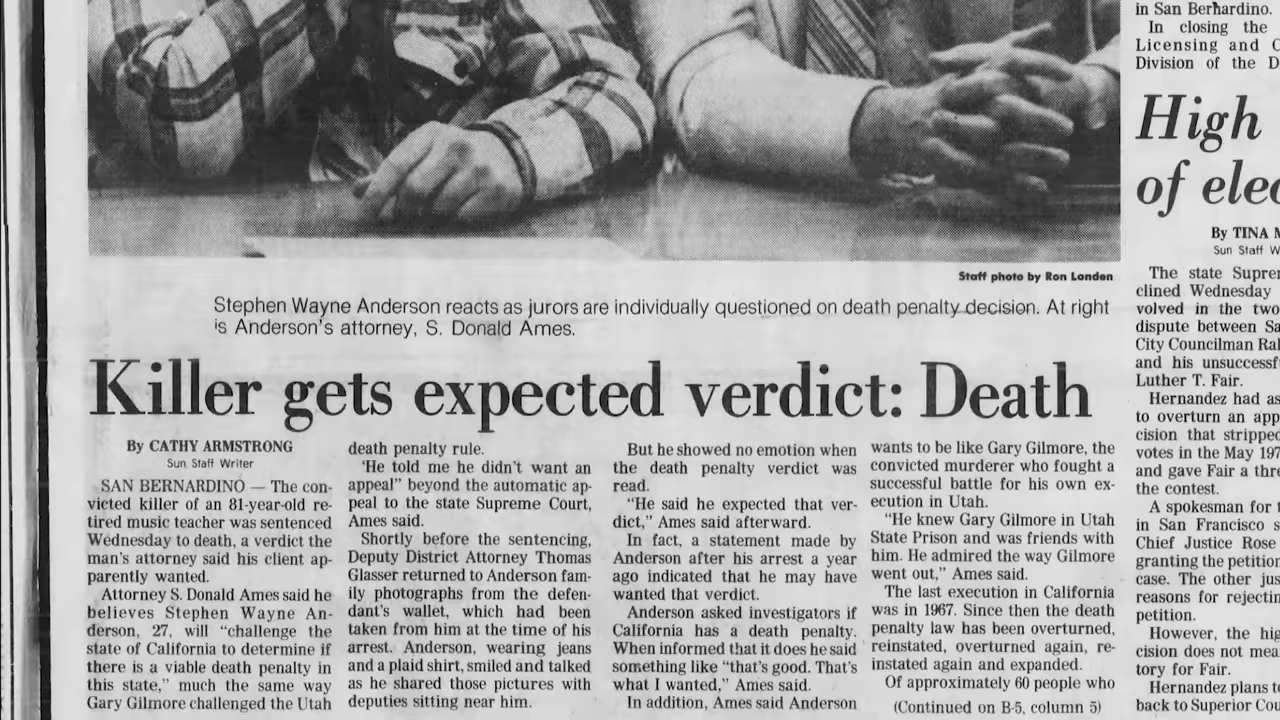 Staff photo by Ron Londen
Stephen Wayne Anderson reacts as jurors are individually questioned on death penalty decision. At right
is Anderson's attorney, S. Donald Ames.
Killer gets expected verdict: Death
By CATHY ARMSTRONG
Sun Staff Writer
SAN BERNARDINO — The con-
victed killer of an 81-year-old re-
tired music teacher was sentenced
Wednesday to death, a verdict the
man's attorney said his client ap-
parently wanted.
Attorney S. Donald Ames said he
believes Stephen Wayne An-
derson, 27, will "challenge the
state of California to determine if
there is a viable death penalty in
this state," much the same way
Gary Gilmore challenged the Utah
death penalty rule.
'He told me he didn't want an
appeal" beyond the automatic ap-
peal to the state Supreme Court,
Ames said.
Shortly before the sentencing,
Deputy District Attorney Thomas
Glasser returned to Anderson fam-
ily photographs from the defen-
dant's wallet, which had been
taken from him at the time of his
arrest. Anderson, wearing jeans
and a plaid shirt, smiled and talked
as he shared those pictures with
deputies sitting near him.
But he showed no emotion when
the death penalty verdict was
read.
"He said he expected that ver-
dict," Ames said afterward.
In fact, a statement made by
Anderson after his arrest a year
ago indicated that he may have
wanted that verdict.
Anderson asked investigators if
California has a death penalty.
When informed that it does he said
something like "that's good. That's
what I wanted," Ames said.
In addition, Ames said Anderson
wants to be like Gary Gilmore, the
convicted murderer who fought a
successful battle for his own ex-
ecution in Utah.
"He knew Gary Gilmore in Utah
State Prison and was friends with
him. He admired the way Gilmore
went out," Ames said.
The last execution in California
was in 1967. Since then the death
penalty law has been overturned,
reinstated, overturned again, re-
instated again and expanded.
Of approximately 60 people who
(Continued on B-5, column 5)
in San Bernardino.
In closing the
Licensing and
Division of the
High
of
By TINA
Sun Staff
The state
clined Wednesday
volved in the two
dispute between
City Councilman
and his
Luther T. Fair.
Hernandez had
to overturn an
cision that stripped
votes in the May
and gave Fair a
the contest.
A spokesman for
in San Francisco
Chief Justice Rose
granting the petition
case. The other
reasons for
petition.
However, the
cision does not
tory for Fair.
Hernandez plans
back to Superior